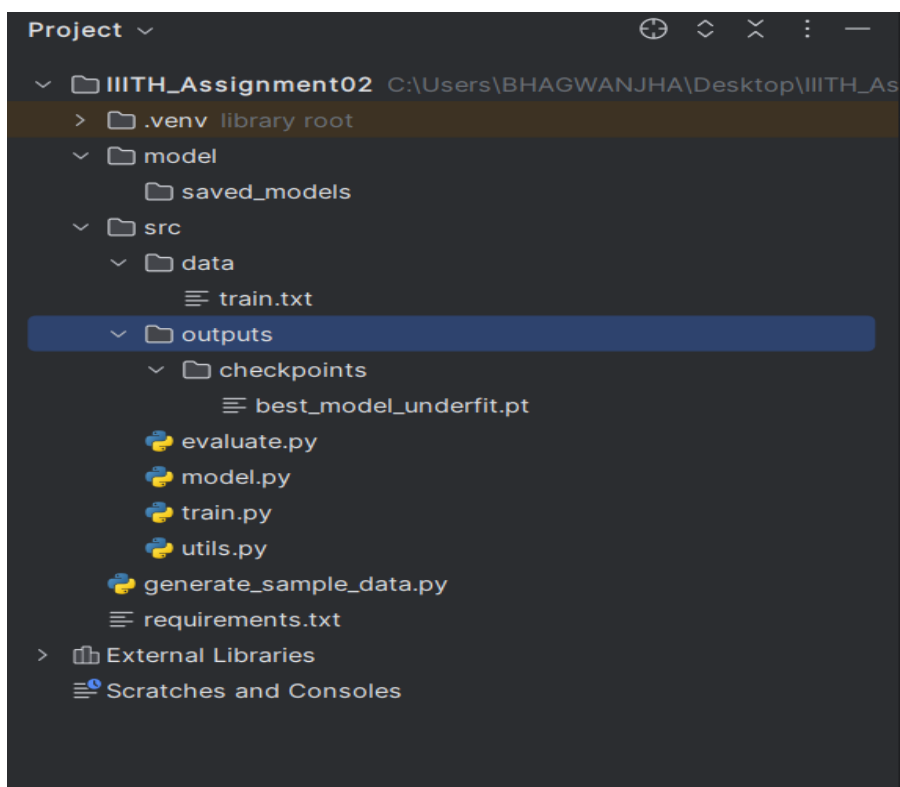 Project
IIITH_Assignment02 C:\Users\BHAGWANJHA\Desktop\IIITH_As
.venv library root
model
saved_models
src
data
train.txt
outputs
checkpoints
best_model_underfit.pt
evaluate.py
model.py
train.py
utils.py
generate_sample_data.py
requirements.txt
External Libraries
Scratches and Consoles